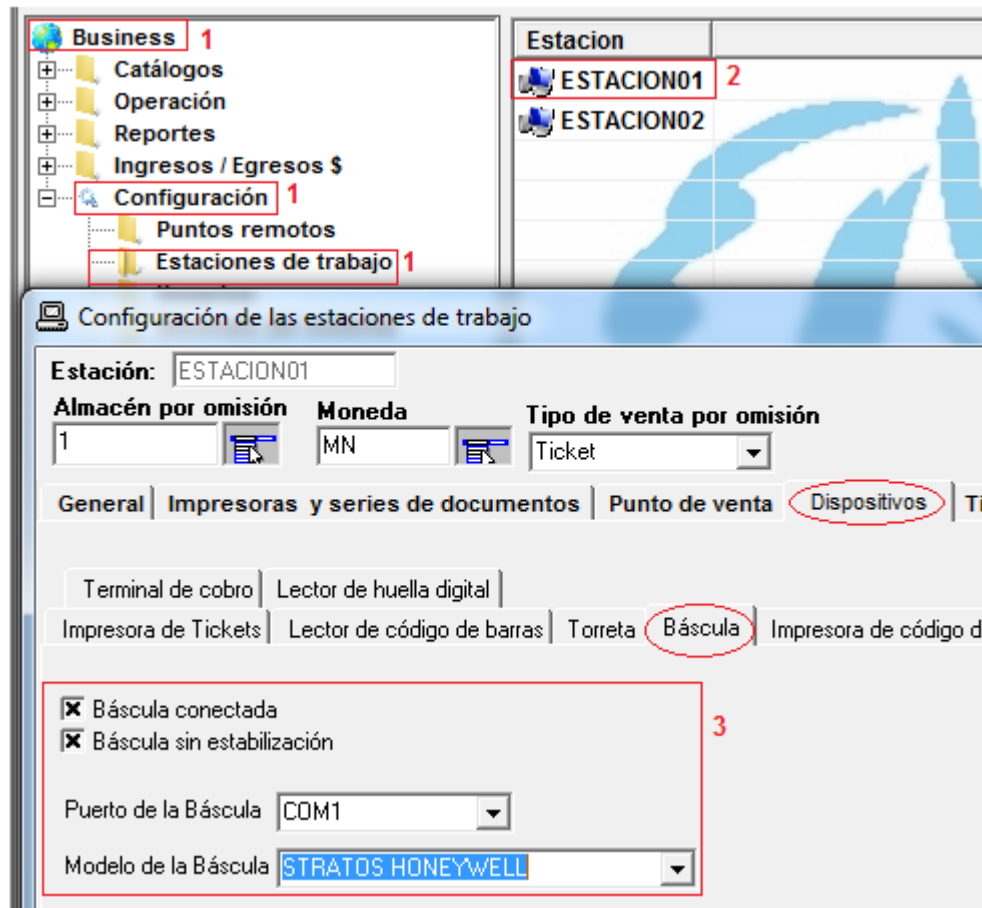 Business 1
Estacion
Catálogos
ESTACION01 2
Operación
ESTACION02
Reportes
Ingresos / Egresos $
Configuración 1
Puntos remotos
Estaciones de trabajo 1
Configuración de las estaciones de trabajo
Estación: ESTACION01
Almacén por omisión Moneda Tipo de venta por omisión
1 MN Ticket
General Impresoras y series de documentos Punto de venta Dispositivos Ti
Terminal de cobro Lector de huella digital
Impresora de Tickets Lector de código de barras Torreta Báscula Impresora de código d
Báscula conectada
3
Báscula sin estabilización
Puerto de la Báscula COM1
Modelo de la Báscula STRATOS HONEYWELL